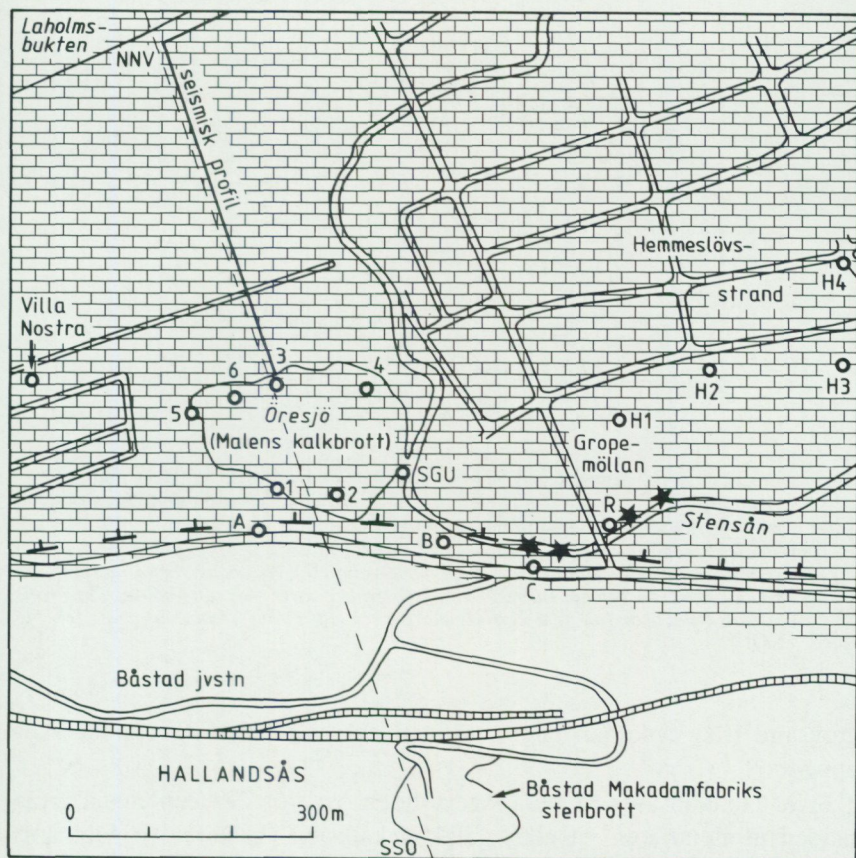 Laholms-
bukten
NNV
seismisk profil
Hemmeslövs-
strand
H4
Villa
Nostra
3
6
4
5
Öresjö
(Malens kalkbrott)
H2
H3
H1
Grope-
möllan
SGU
1
2
R
Stensån
A
B
C
Båstad jvstn
HALLANDSÅS
Båstad Makadamfabriks
stenbrott
0 300m
SSO